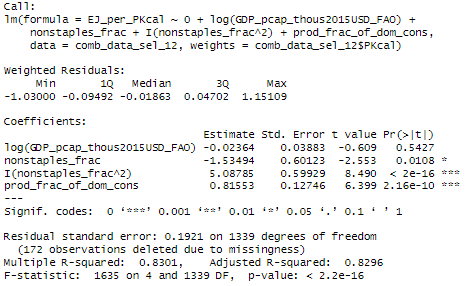 Call:
lm(formula = EJ_per_PKcal ~ 0 + log(GDP_pcap_thous2015USD_FAO) +
    nonstaples_frac + I(nonstaples_frac^2) + prod_frac_of_dom_cons,
    data = comb_data_sel_12, weights = comb_data_sel_12$PKcal)

Weighted Residuals:
     Min       1Q   Median       3Q      Max
-1.03000 -0.09492 -0.01863  0.04702  1.15109

Coefficients:
                                Estimate Std. Error t value Pr(>|t|)
log(GDP_pcap_thous2015USD_FAO) -0.02364    0.03883  -0.609   0.5427
nonstaples_frac                -1.53494    0.60123  -2.553   0.0108 *
I(nonstaples_frac^2)            5.08785    0.59929   8.490  < 2e-16 ***
prod_frac_of_dom_cons           0.81553    0.12746   6.399 2.16e-10 ***
---
Signif. codes:  0 ‘***’ 0.001 ‘**’ 0.01 ‘*’ 0.05 ‘.’ 0.1 ‘ ’ 1

Residual standard error: 0.1921 on 1339 degrees of freedom
  (172 observations deleted due to missingness)
Multiple R-squared:  0.8301,	Adjusted R-squared:  0.8296
F-statistic:  1635 on 4 and 1339 DF,  p-value: < 2.2e-16